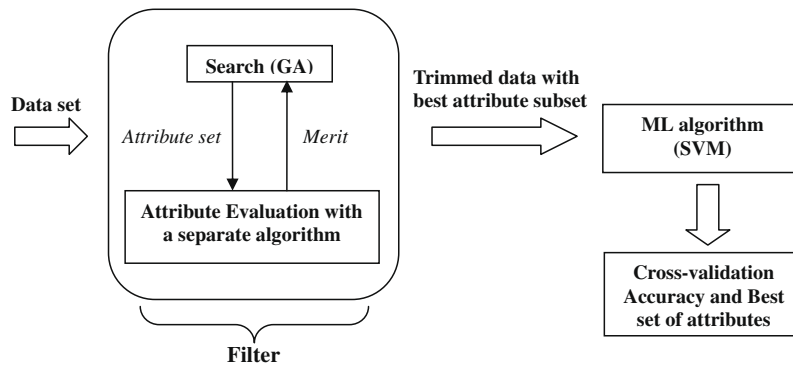 Data set
Search (GA)
Attribute set
Merit
Attribute Evaluation with
a separate algorithm
Filter
Trimmed data with
best attribute subset
ML algorithm
(SVM)
Cross-validation
Accuracy and Best
set of attributes